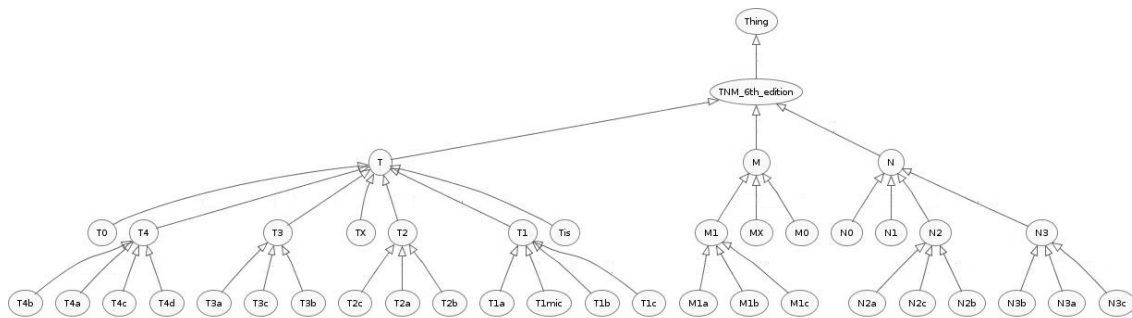 Thing
TNM_6th_edition
T M N
T0 T4 T3 TX T2 T1 Tis M1 MX M0 N0 N1 N2 N3
T4b T4a T4c T4d T3a T3c T3b T2c T2a T2b T1a T1mic T1b T1c M1a M1b M1c N2a N2c N2b N3b N3a N3c